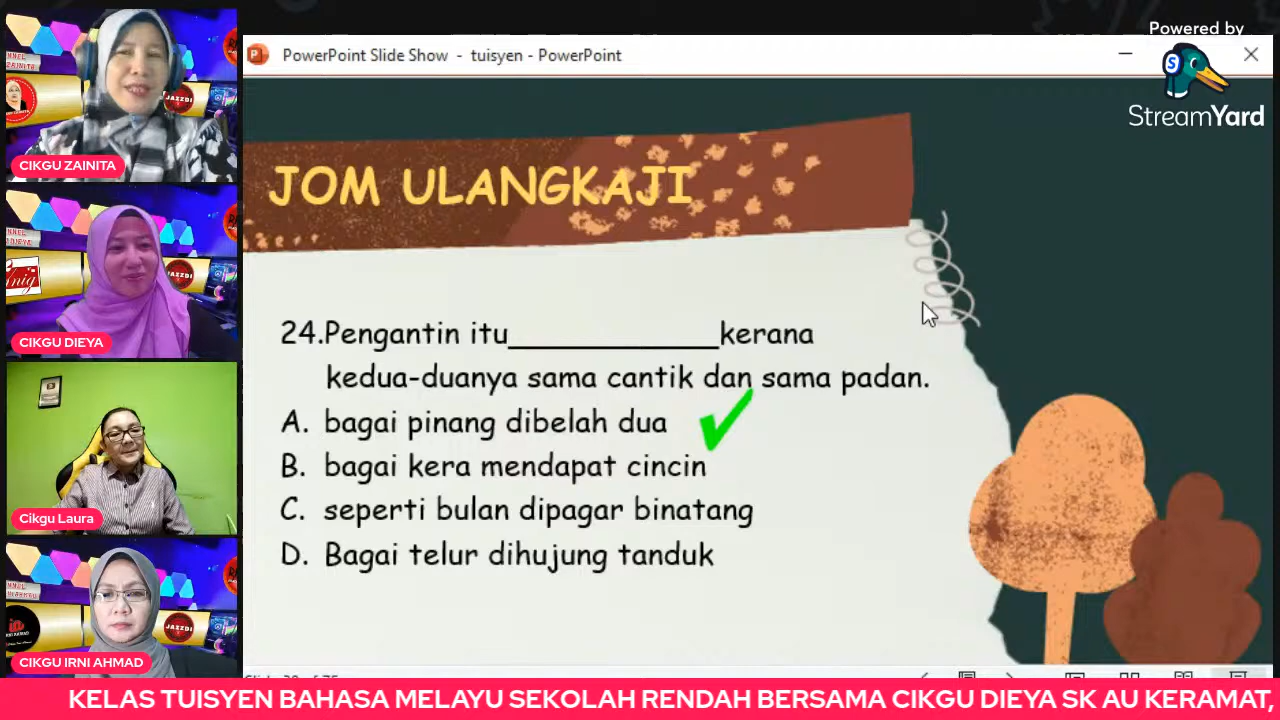 Powered by
StreamYard
PowerPoint Slide Show - tuisyen - PowerPoint
CIKGU ZAINITA
CIKGU DIEYA
Cikgu Laura
CIKGU IRNI AHMAD
JAZZDI
JAZZDI
JAZZDI
JOM ULANGKAJI
24.Pengantin itu____________kerana
kedua-duanya sama cantik dan sama padan.
A. bagai pinang dibelah dua
B. bagai kera mendapat cincin
C. seperti bulan dipagar binatang
D. Bagai telur dihujung tanduk
KELAS TUISYEN BAHASA MELAYU SEKOLAH RENDAH BERSAMA CIKGU DIEYA SK AU KERAMAT,